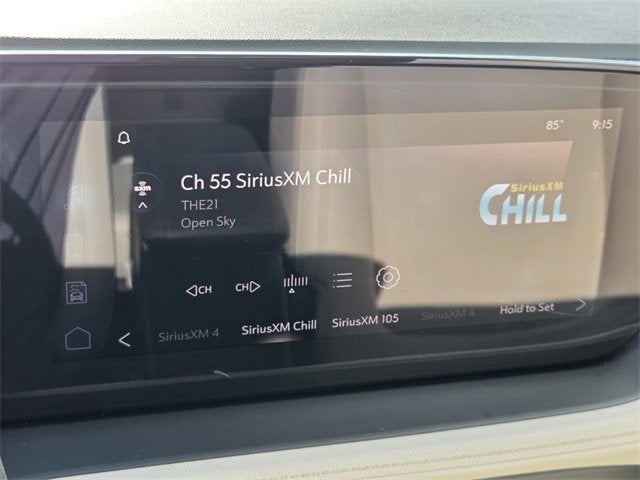 85° 9:15
sxm
Ch 55 SiriusXM Chill
THE21
Open Sky
SiriusXM
CHILL
CH CH
SiriusXM 4 SiriusXM Chill SiriusXM 105 SiriusXM 4 Hold to Set